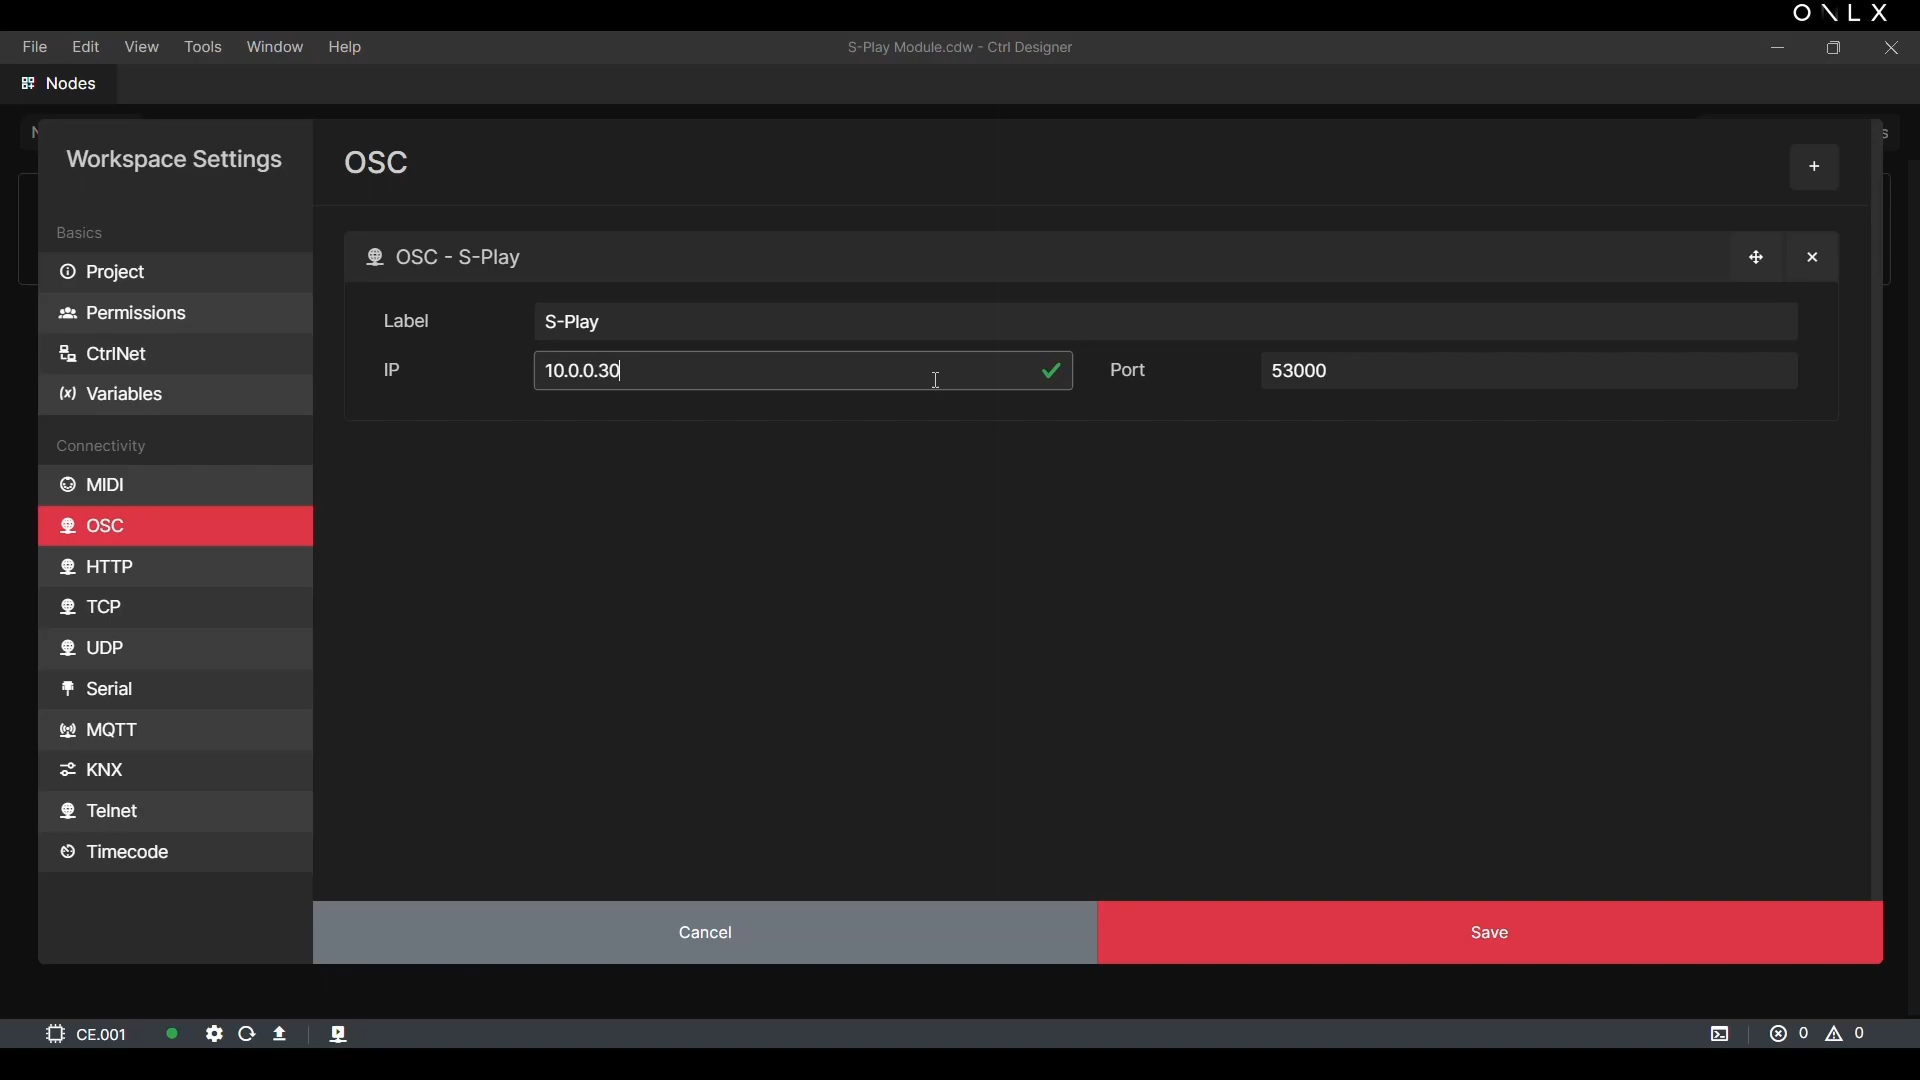 ONLX
File Edit View Tools Window Help
S-Play Module.cdw - Ctrl Designer
Nodes
Workspace Settings
OSC
+
Basics
Project
Permissions
CtrlNet
(x) Variables
Connectivity
MIDI
OSC
HTTP
TCP
UDP
Serial
MQTT
KNX
Telnet
Timecode
OSC - S-Play
Label S-Play
IP 10.0.0.30 Port 53000
Cancel Save
CE.001 0 0